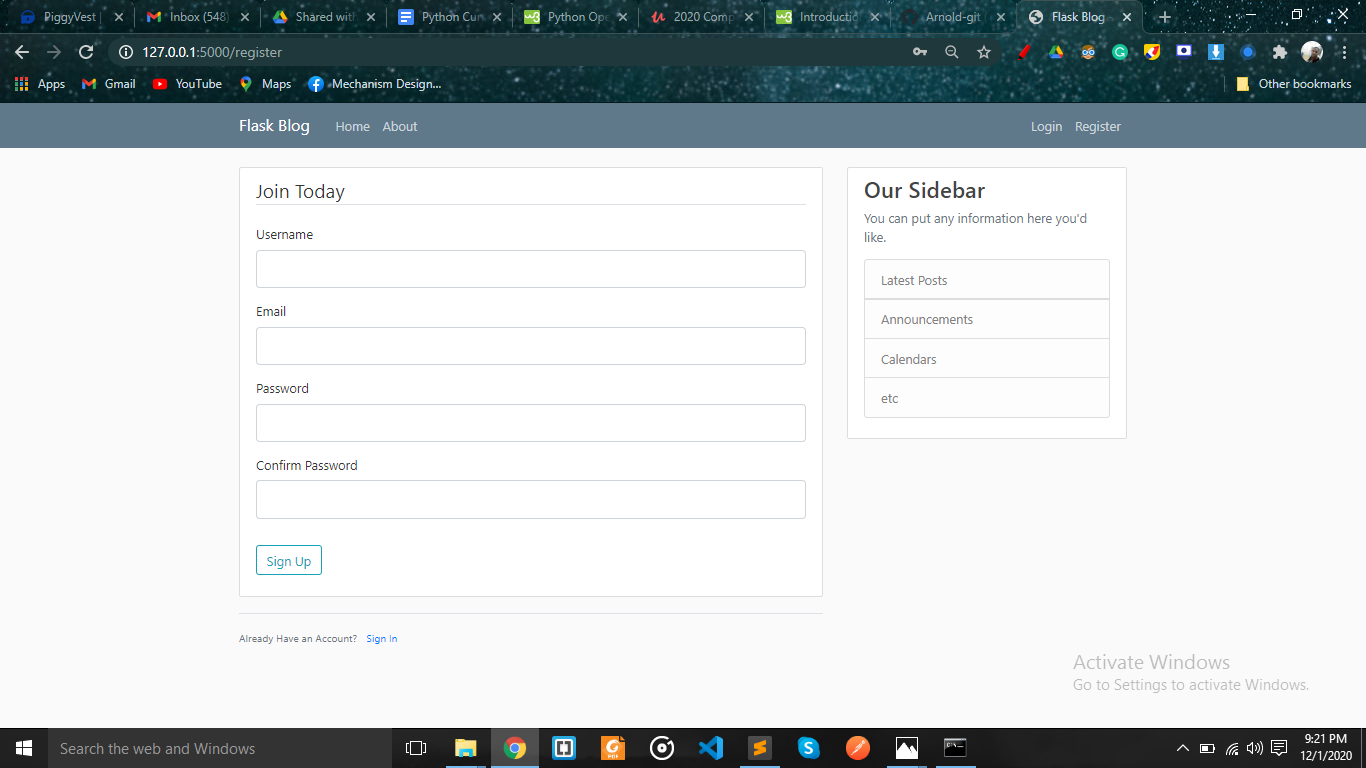 PiggyVest |
Inbox (548)
Shared with
Python Cur
Python Ope
2020 Comp
Introductio
Arnold-git
Flask Blog
127.0.0.1:5000/register
Apps
Gmail
YouTube
Maps
Mechanism Design...
Other bookmarks
Flask Blog
Home
About
Login
Register
Join Today
Username
Email
Password
Confirm Password
Sign Up
Already Have an Account? Sign In
Our Sidebar
You can put any information here you'd
like.
Latest Posts
Announcements
Calendars
etc
Activate Windows
Go to Settings to activate Windows.
Search the web and Windows
9:21 PM
12/1/2020